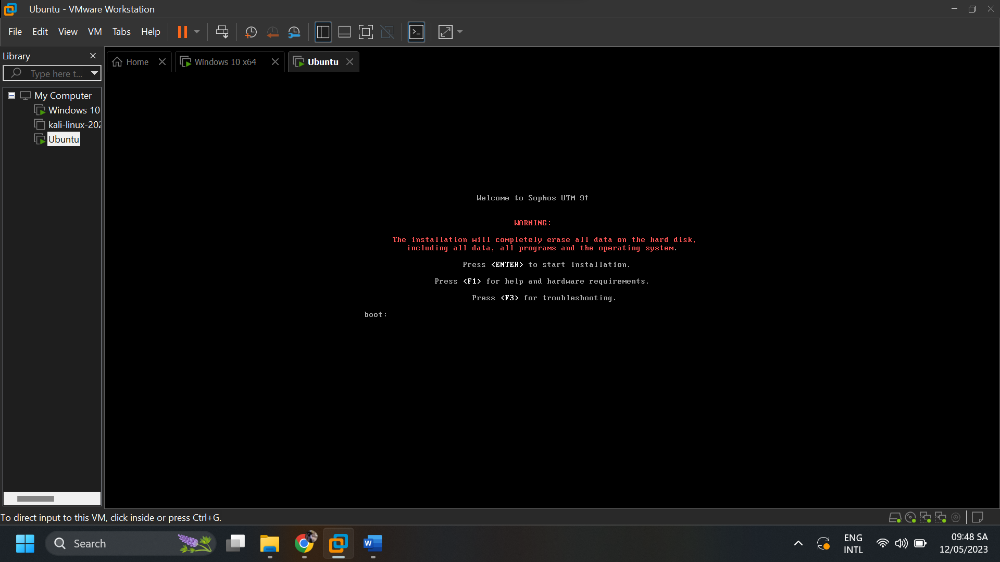 Ubuntu - VMware Workstation
File Edit View VM Tabs Help
Library
Type here t...
My Computer
Windows 10
kali-linux-202
Ubuntu
Home
Windows 10 x64
Ubuntu
Welcome to Sophos UTM 9!
WARNING:
The installation will completely erase all data on the hard disk,
including all data, all programs and the operating system.
Press <ENTER> to start installation.
Press <F1> for help and hardware requirements.
Press <F3> for troubleshooting.
boot:
To direct input to this VM, click inside or press Ctrl+G.
Search
ENG
INTL
09:48 SA
12/05/2023